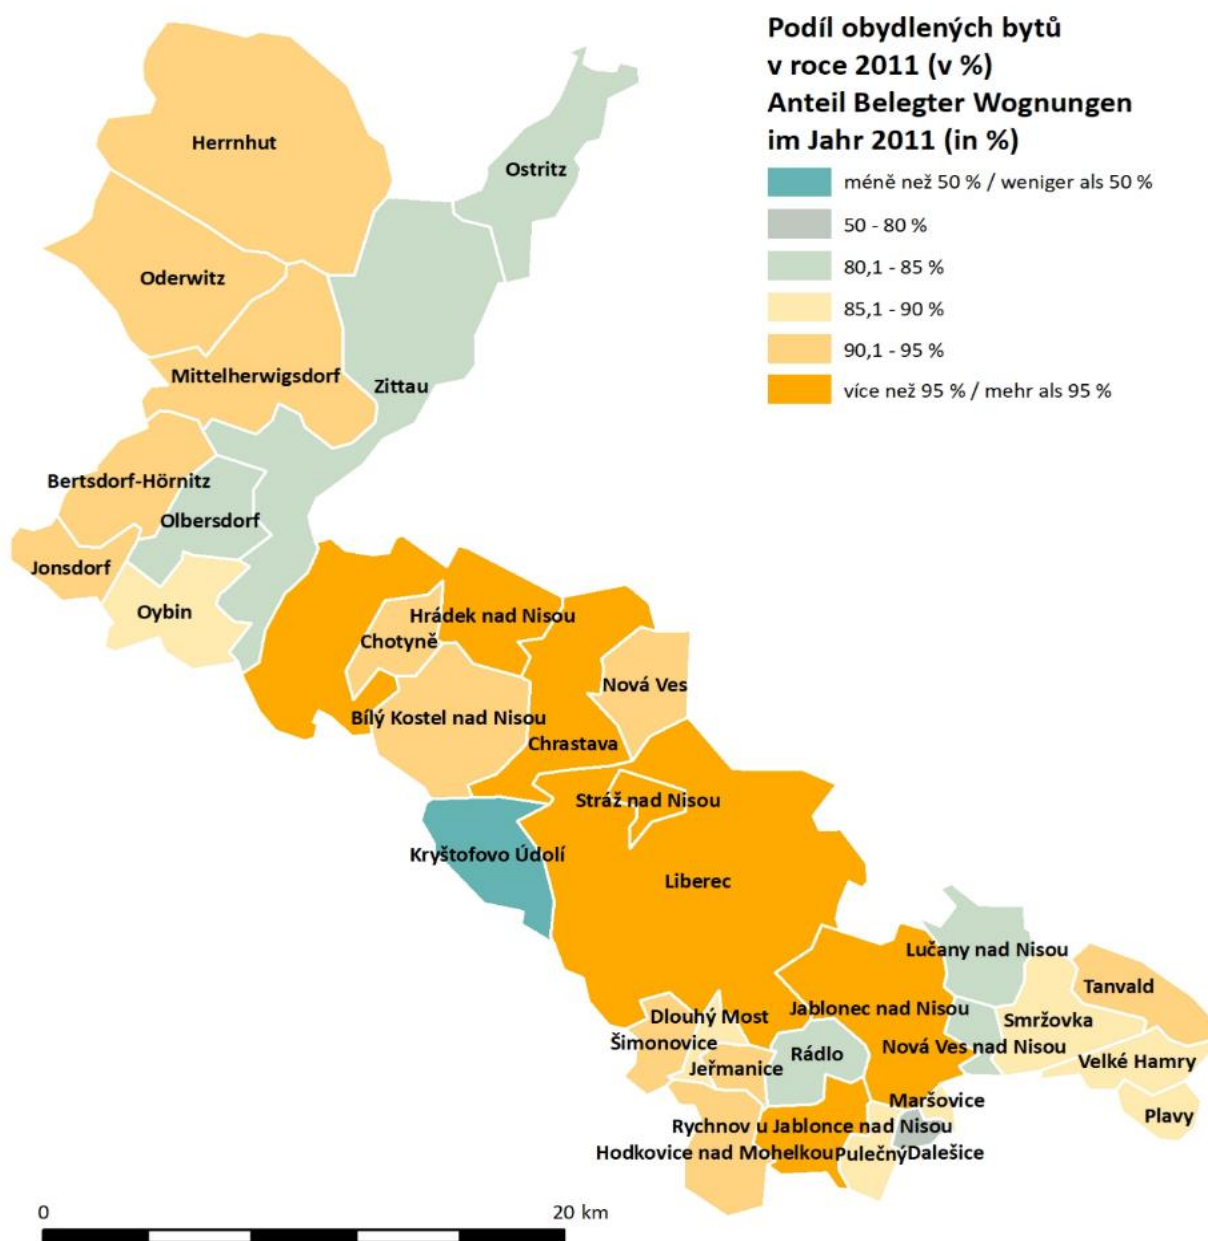 Podíl obydlených bytů
v roce 2011 (v %)
Anteil Belegter Wognungen
im Jahr 2011 (in %)
méně než 50 % / weniger als 50 %
50 - 80 %
80,1 - 85 %
85,1 - 90 %
90,1 - 95 %
více než 95 % / mehr als 95 %
Herrnhut
Ostritz
Oderwitz
Mittelherwigsdorf
Zittau
Bertsdorf-Hörnitz
Olbersdorf
Jonsdorf
Oybin
Hrádek nad Nisou
Chotyně
Nová Ves
Bílý Kostel nad Nisou
Chrastava
Stráž nad Nisou
Kryštofovo Údolí
Liberec
Lučany nad Nisou
Tanvald
Jablonec nad Nisou
Dlouhý Most
Smržovka
Šimonovice
Nová Ves nad Nisou
Rádlo
Velké Hamry
Jeřmanice
Maršovice
Plavy
Rychnov u Jablonce nad Nisou
Hodkovice nad Mohelkou
Pulečný
Dalešice
0
20 km